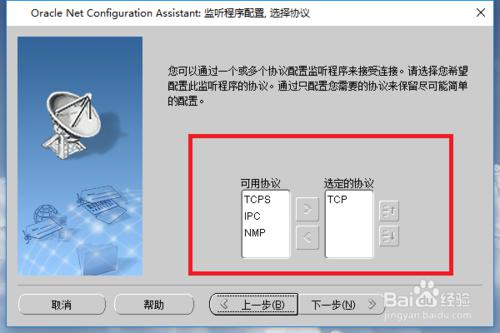 Oracle Net Configuration Assistant: 监听程序配置, 选择协议
您可以通过一个或多个协议配置监听程序来接受连接。请选择您希望
配置此监听程序的协议。通过只配置您需要的协议来保留尽可能简单
的配置。
可用协议 选定的协议
TCPS TCP
IPC
NMP
取消 帮助 上一步(B) 下一步(N)
Baidu经验
jingyan.baidu.com